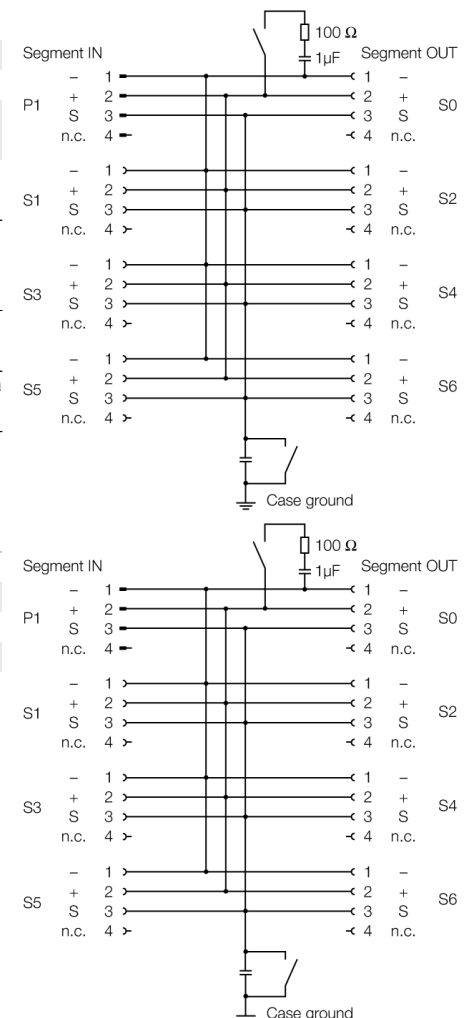 100 Ω
Segment IN 1µF Segment OUT
− 1 1 −
P1 + 2 2 + S0
S 3 3 S
n.c. 4 4 n.c.
− 1 1 −
S1 + 2 2 + S2
S 3 3 S
n.c. 4 4 n.c.
− 1 1 −
S3 + 2 2 + S4
S 3 3 S
n.c. 4 4 n.c.
− 1 1 −
S5 + 2 2 + S6
S 3 3 S
n.c. 4 4 n.c.
Case ground
100 Ω
Segment IN 1µF Segment OUT
− 1 1 −
P1 + 2 2 + S0
S 3 3 S
n.c. 4 4 n.c.
− 1 1 −
S1 + 2 2 + S2
S 3 3 S
n.c. 4 4 n.c.
− 1 1 −
S3 + 2 2 + S4
S 3 3 S
n.c. 4 4 n.c.
− 1 1 −
S5 + 2 2 + S6
S 3 3 S
n.c. 4 4 n.c.
Case ground